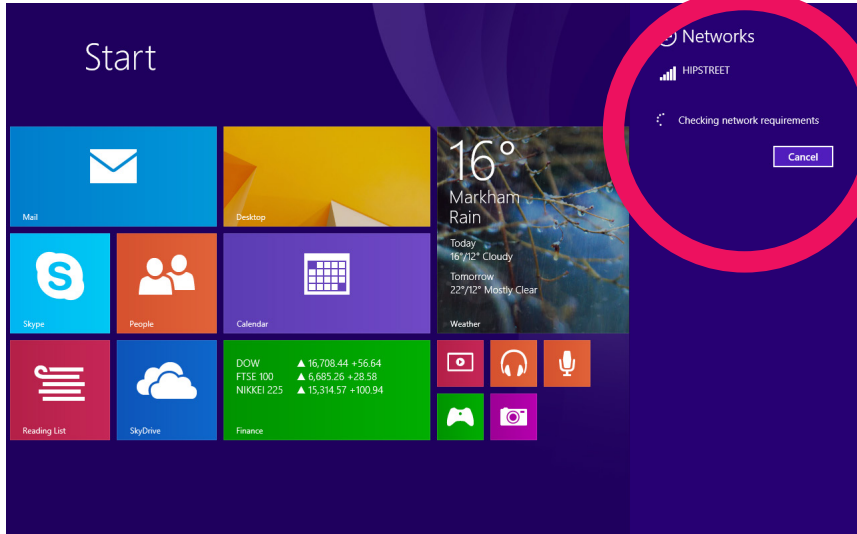 Start
Mail
Desktop
16°
Markham
Rain
Today
16°/12° Cloudy
Tomorrow
22°/12° Mostly Clear
Weather
Skype
People
Calendar
Reading List
SkyDrive
DOW ▲ 16,708.44 +56.64
FTSE 100 ▲ 6,685.26 +28.58
NIKKEI 225 ▲ 15,314.57 +100.94
Finance
Networks
HIPSTREET
Checking network requirements
Cancel